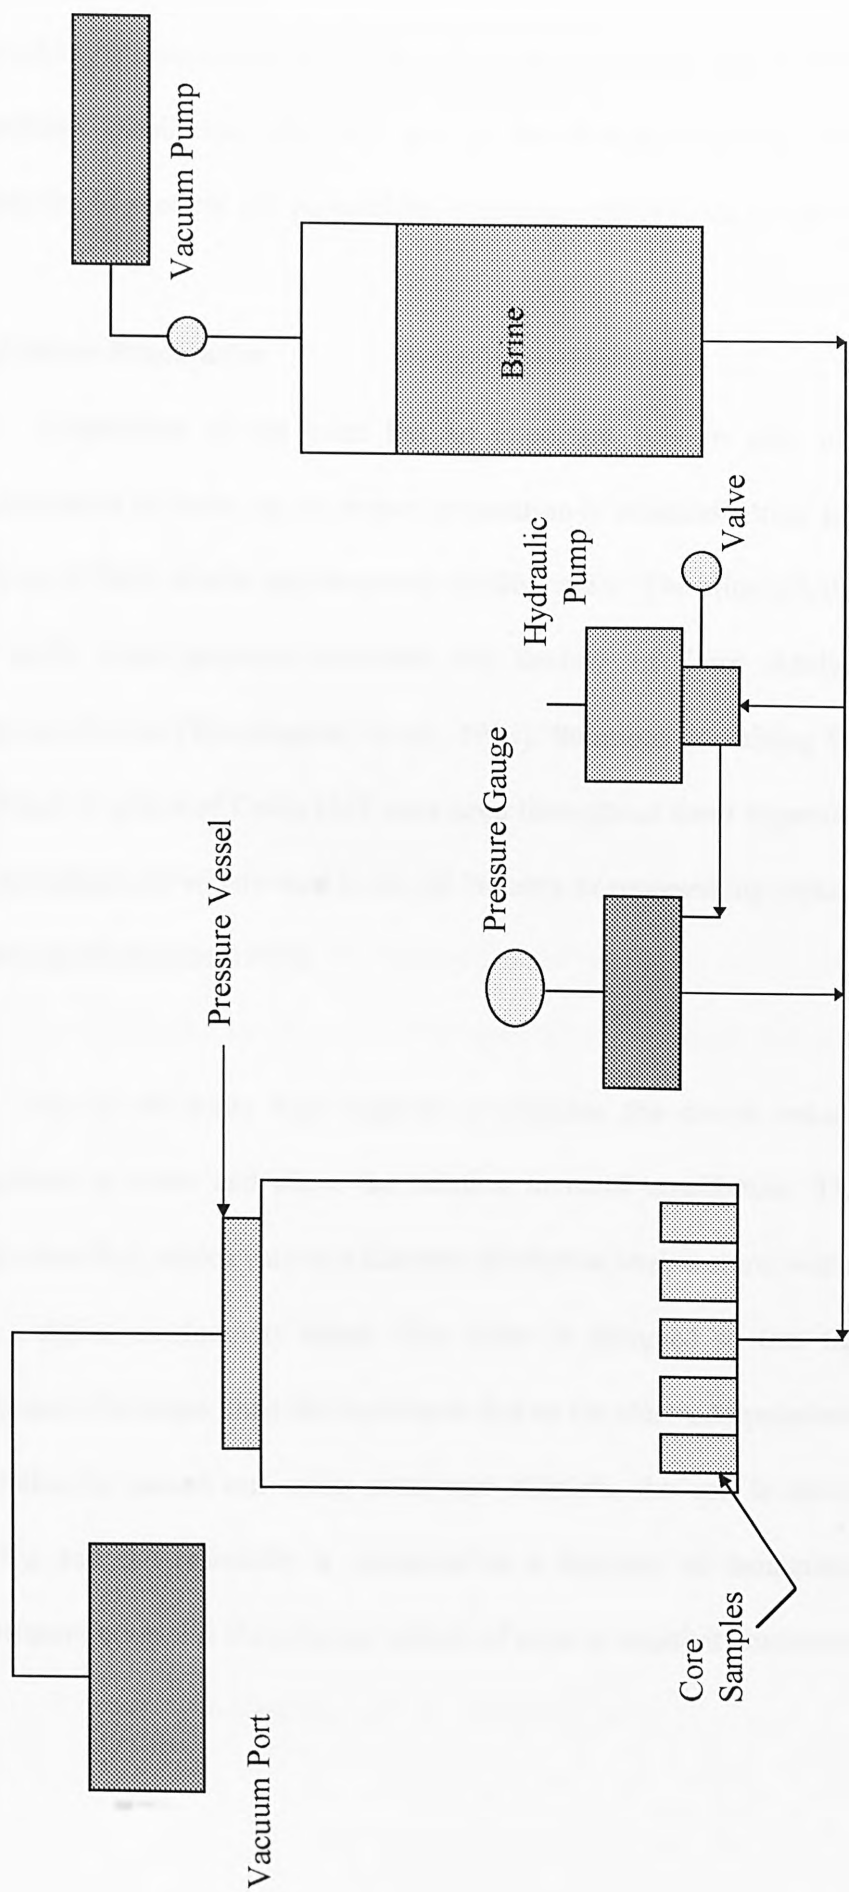 Vacuum Port
Core
Samples
Pressure Vessel
Pressure Gauge
Hydraulic
Pump
Valve
Brine
Vacuum Pump